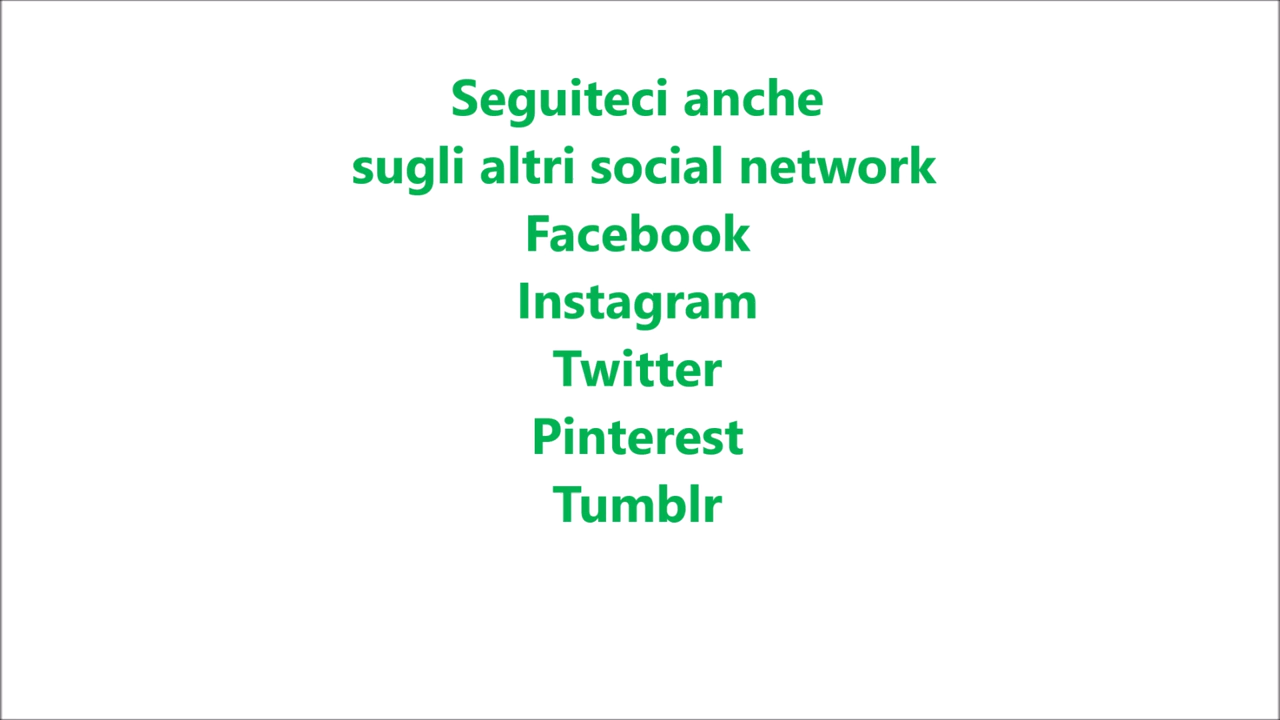 Seguiteci anche
sugli altri social network
Facebook
Instagram
Twitter
Pinterest
Tumblr